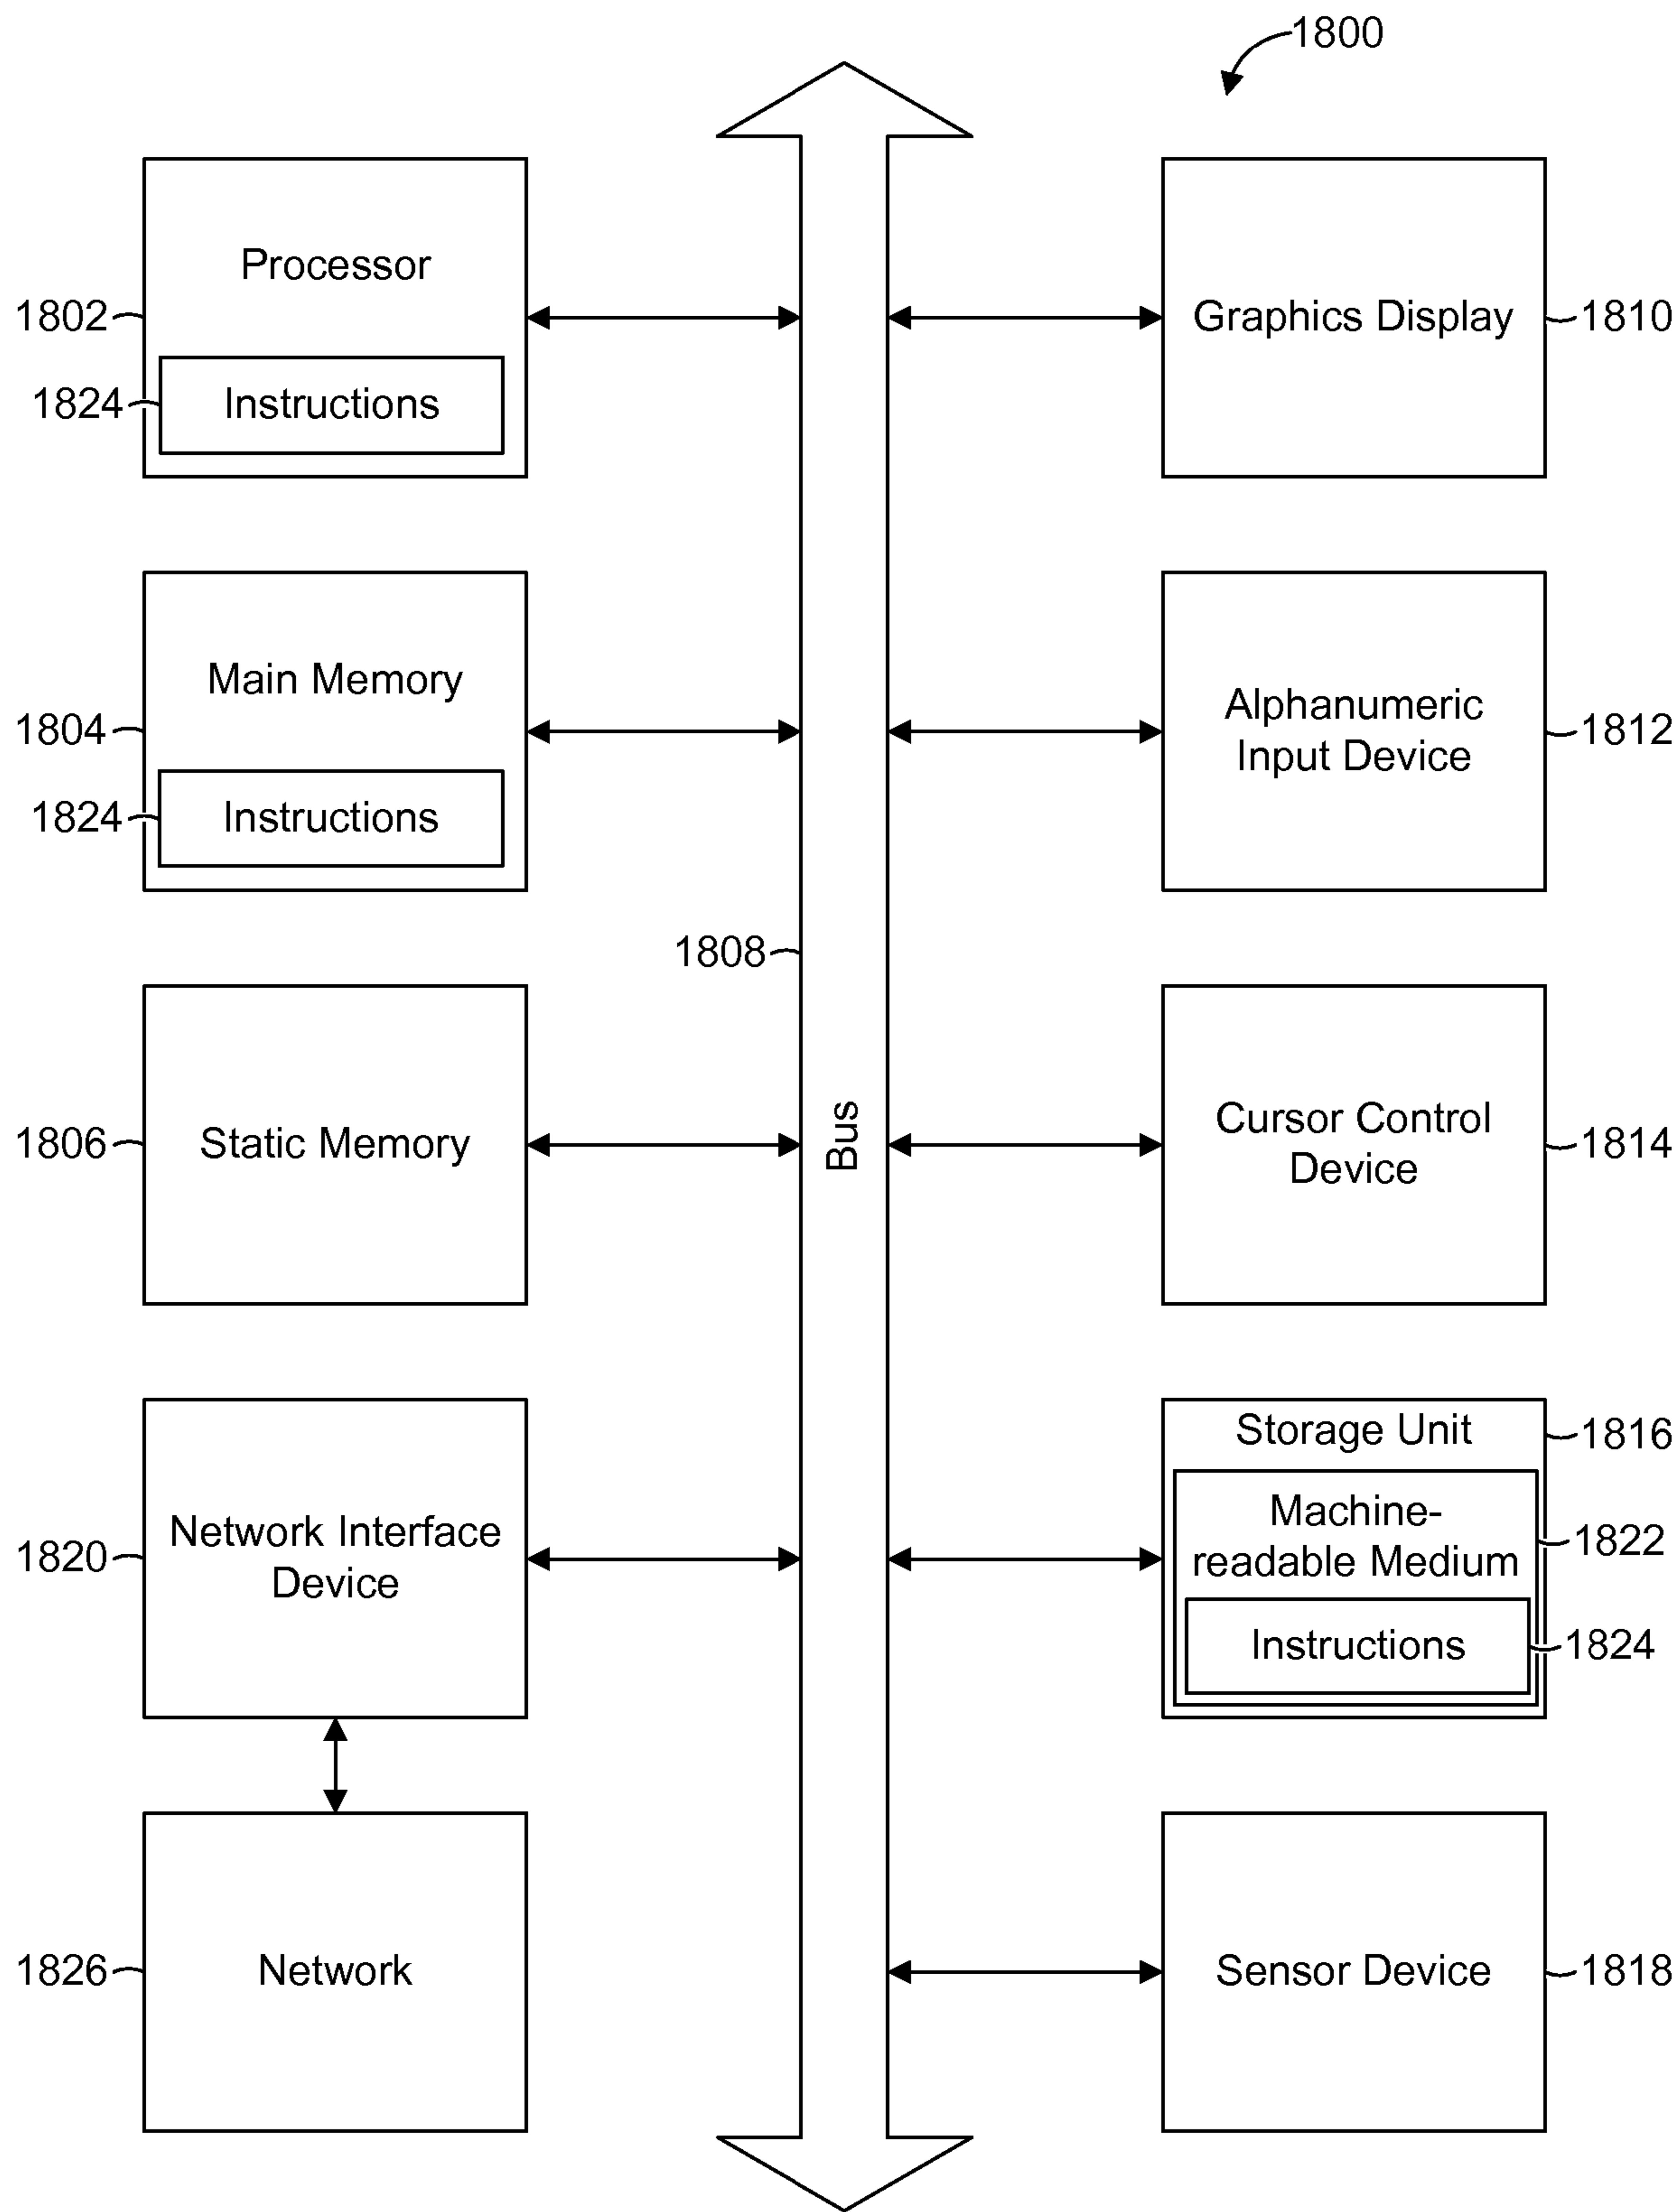 1800
Processor
1802
1824
Instructions
Graphics Display
1810
Main Memory
1804
1824
Instructions
Alphanumeric
Input Device
1812
1808
Bus
Static Memory
1806
Cursor Control
Device
1814
Network Interface
Device
1820
Storage Unit
1816
Machine-
readable Medium
1822
Instructions
1824
Network
1826
Sensor Device
1818